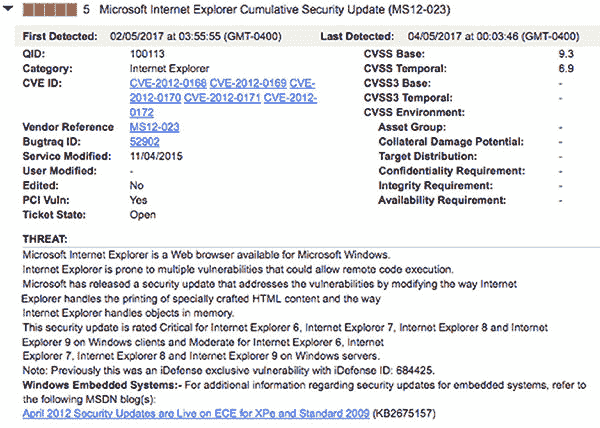 5 Microsoft Internet Explorer Cumulative Security Update (MS12-023)
First Detected: 02/05/2017 at 03:55:55 (GMT-0400) Last Detected: 04/05/2017 at 00:03:46 (GMT-0400)
QID: 100113 CVSS Base: 9.3
Category: Internet Explorer CVSS Temporal: 6.9
CVE ID: CVE-2012-0168 CVE-2012-0169 CVE- CVSS3 Base: -
2012-0170 CVE-2012-0171 CVE-2012- CVSS3 Temporal: -
0172 CVSS Environment:
Vendor Reference MS12-023 Asset Group: -
Bugtraq ID: 52902 Collateral Damage Potential: -
Service Modified: 11/04/2015 Target Distribution: -
User Modified: - Confidentiality Requirement: -
Edited: No Integrity Requirement: -
PCI Vuln: Yes Availability Requirement: -
Ticket State: Open
THREAT:
Microsoft Internet Explorer is a Web browser available for Microsoft Windows.
Internet Explorer is prone to multiple vulnerabilities that could allow remote code execution.
Microsoft has released a security update that addresses the vulnerabilities by modifying the way Internet
Explorer handles the printing of specially crafted HTML content and the way
Internet Explorer handles objects in memory.
This security update is rated Critical for Internet Explorer 6, Internet Explorer 7, Internet Explorer 8 and Internet
Explorer 9 on Windows clients and Moderate for Internet Explorer 6, Internet
Explorer 7, Internet Explorer 8 and Internet Explorer 9 on Windows servers.
Note: Previously this was an iDefense exclusive vulnerability with iDefense ID: 684425.
Windows Embedded Systems:- For additional information regarding security updates for embedded systems, refer to
the following MSDN blog(s):
April 2012 Security Updates are Live on ECE for XPe and Standard 2009 (KB2675157)